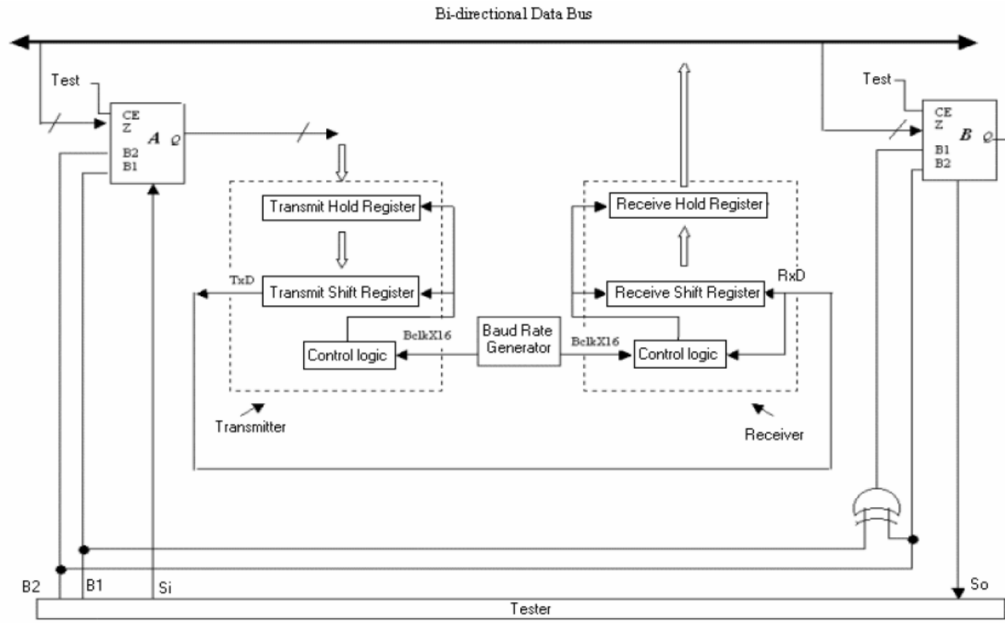 Bi-directional Data Bus
Test
Test
CE
Z
A Q
B2
B1
CE
Z
B Q
B1
B2
Transmit Hold Register
Receive Hold Register
TxD
Transmit Shift Register
Receive Shift Register
RxD
BclkX16
Baud Rate
Generator
BclkX16
Control logic
Control logic
Transmitter
Receiver
B2
B1
Si
So
Tester